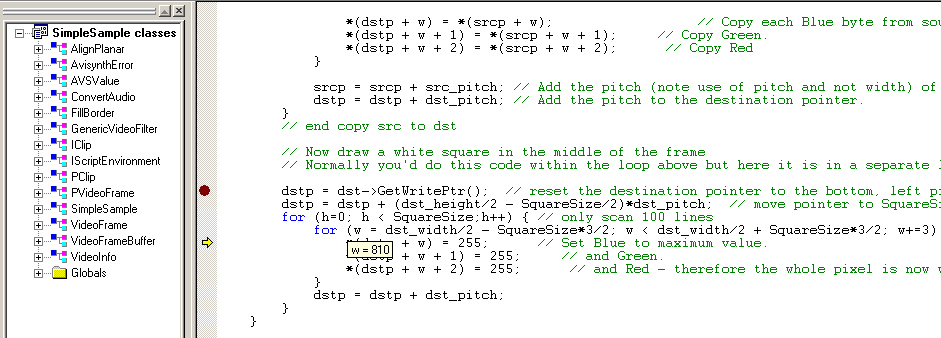 SimpleSample classes
AlignPlanar
AvisynthError
AVSValue
ConvertAudio
FillBorder
GenericVideoFilter
IClip
IScriptEnvironment
PClip
PVideoFrame
SimpleSample
VideoFrame
VideoFrameBuffer
VideoInfo
Globals
*(dstp + w) = *(srcp + w); // Copy each Blue byte from sou
*(dstp + w + 1) = *(srcp + w + 1); // Copy Green.
*(dstp + w + 2) = *(srcp + w + 2); // Copy Red
}
srcp = srcp + src_pitch; // Add the pitch (note use of pitch and not width) of
dstp = dstp + dst_pitch; // Add the pitch to the destination pointer.
}
// end copy src to dst
// Now draw a white square in the middle of the frame
// Normally you'd do this code within the loop above but here it is in a separate l
dstp = dst->GetWritePtr(); // reset the destination pointer to the bottom, left pi
dstp = dstp + (dst_height/2 - SquareSize/2)*dst_pitch; // move pointer to SquareSi
for (h=0; h < SquareSize;h++) { // only scan 100 lines
for (w = dst_width/2 - SquareSize*3/2; w < dst_width/2 + SquareSize*3/2; w+=3)
+ w) = 255; // Set Blue to maximum value.
w = 810
+ w + 1) = 255; // and Green.
*(dstp + w + 2) = 255; // and Red - therefore the whole pixel is now w
}
dstp = dstp + dst_pitch;
}
}